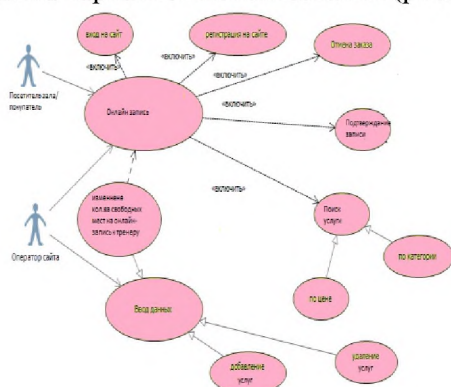 вход на сайт
регистрация на сайте
Отмена заказа
«включить»
«включить»
«включить»
«включить»
Посетитель зала/
покупатель
Онлайн запись
Подтверждение
записи
«включить»
изменение
кол.ва свободных
мест на онлайн-
запись к тренеру
Поиск
услуги
Оператор сайта
по категории
по цене
Ввод данных
добавление
услуг
удаление
услуг